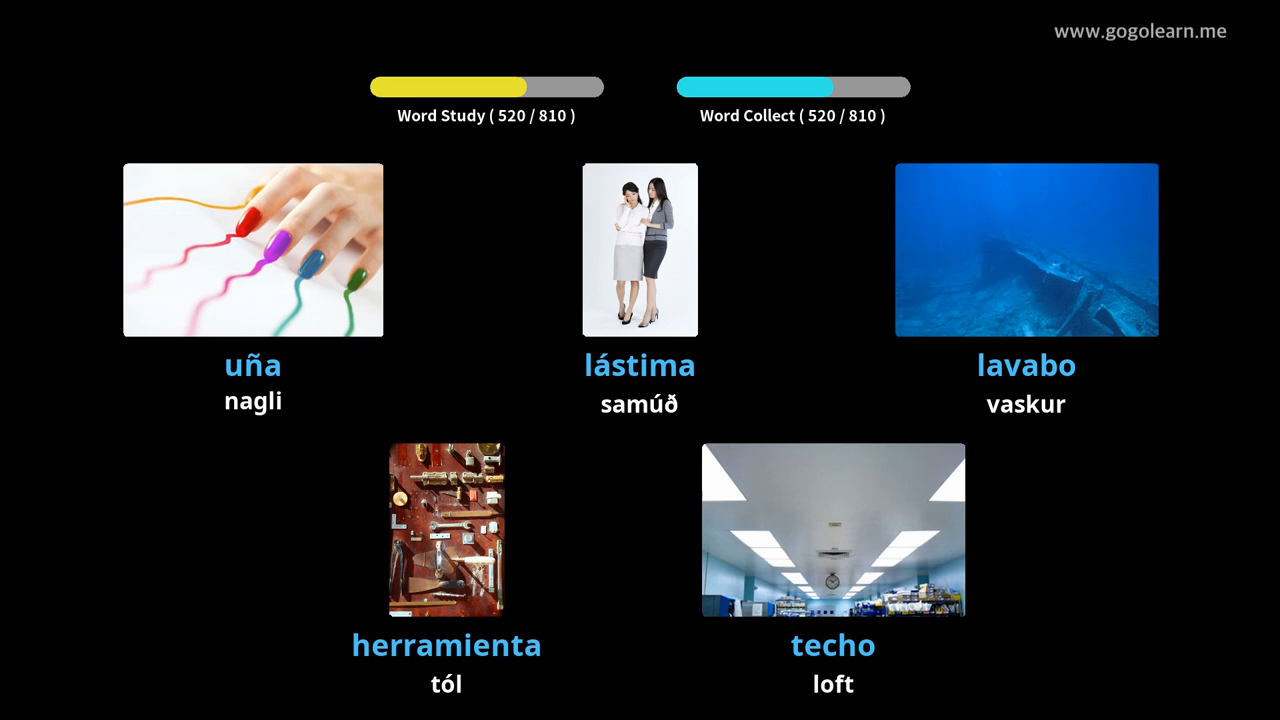 www.gogolearn.me
Word Study ( 520 / 810 )
Word Collect ( 520 / 810 )
uña
nagli
lástima
samúð
lavabo
vaskur
herramienta
tól
techo
loft